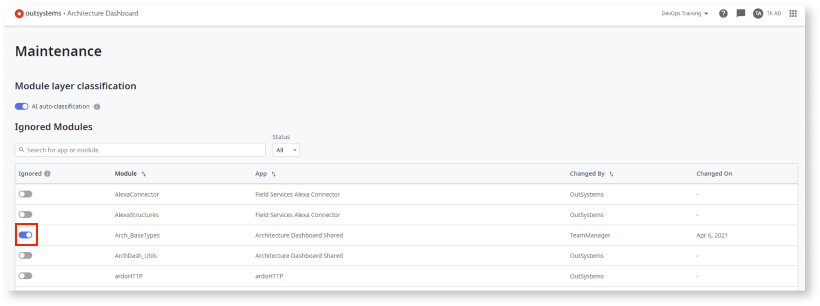 outsystems • Architecture Dashboard
DevOps Training
TA TK AD
Maintenance
Module layer classification
AI auto-classification
Ignored Modules
Status
Search for app or module
All
Ignored Module App Changed By Changed On
AlexaConnector Field Services Alexa Connector OutSystems -
AlexaStructures Field Services Alexa Connector OutSystems -
Arch_BaseTypes Architecture Dashboard Shared TeamManager Apr 6, 2021
ArchDash_Utils Architecture Dashboard Shared OutSystems -
ardoHTTP ardoHTTP OutSystems -